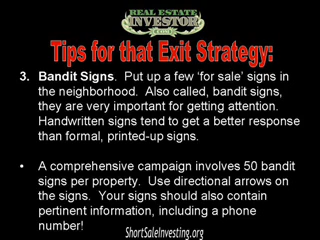 REAL ESTATE
INVESTOR
.COM
Tips for that Exit Strategy:
3. Bandit Signs. Put up a few 'for sale' signs in
the neighborhood. Also called, bandit signs,
they are very important for getting attention.
Handwritten signs tend to get a better response
than formal, printed-up signs.
• A comprehensive campaign involves 50 bandit
signs per property. Use directional arrows on
the signs. Your signs should also contain
pertinent information, including a phone
number!
ShortSaleInvesting.org